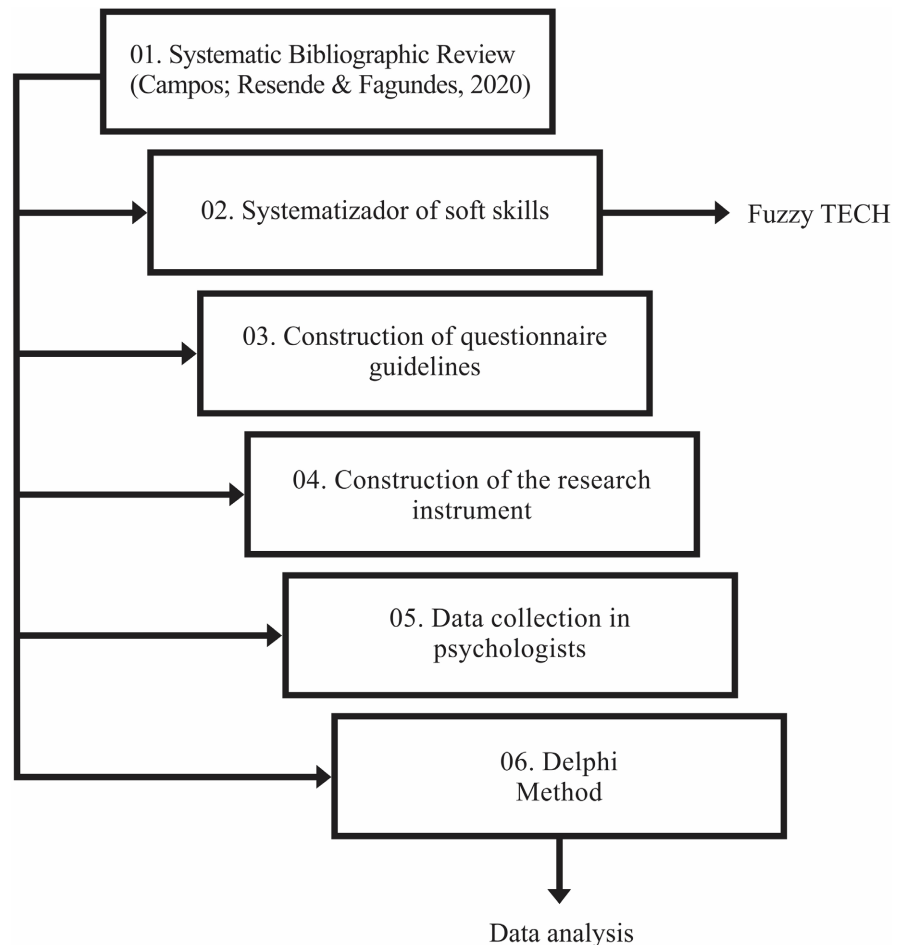 01. Systematic Bibliographic Review
(Campos; Resende & Fagundes, 2020)
02. Systematizador of soft skills
Fuzzy TECH
03. Construction of questionnaire
guidelines
04. Construction of the research
instrument
05. Data collection in
psychologists
06. Delphi
Method
Data analysis